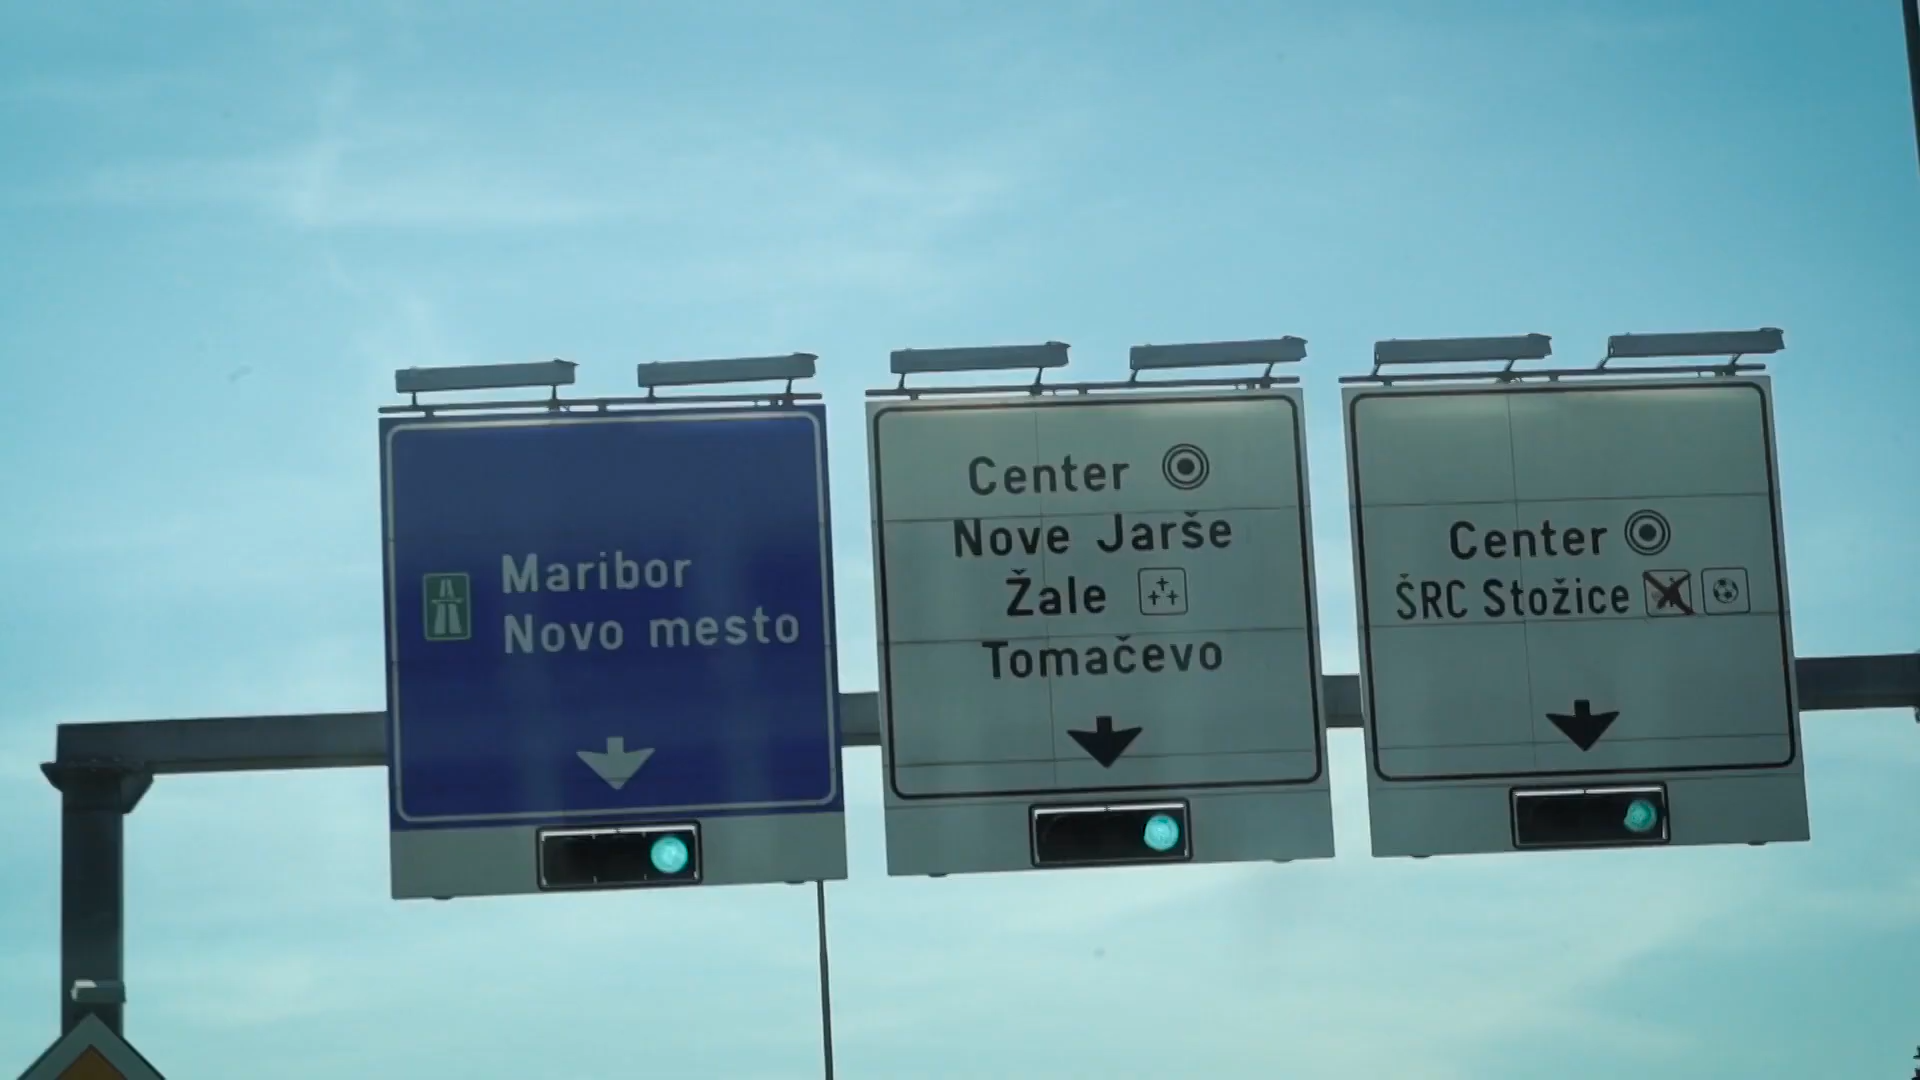 Maribor
Novo mesto
Center
Nove Jarše
Žale
Tomačevo
Center
ŠRC Stožice